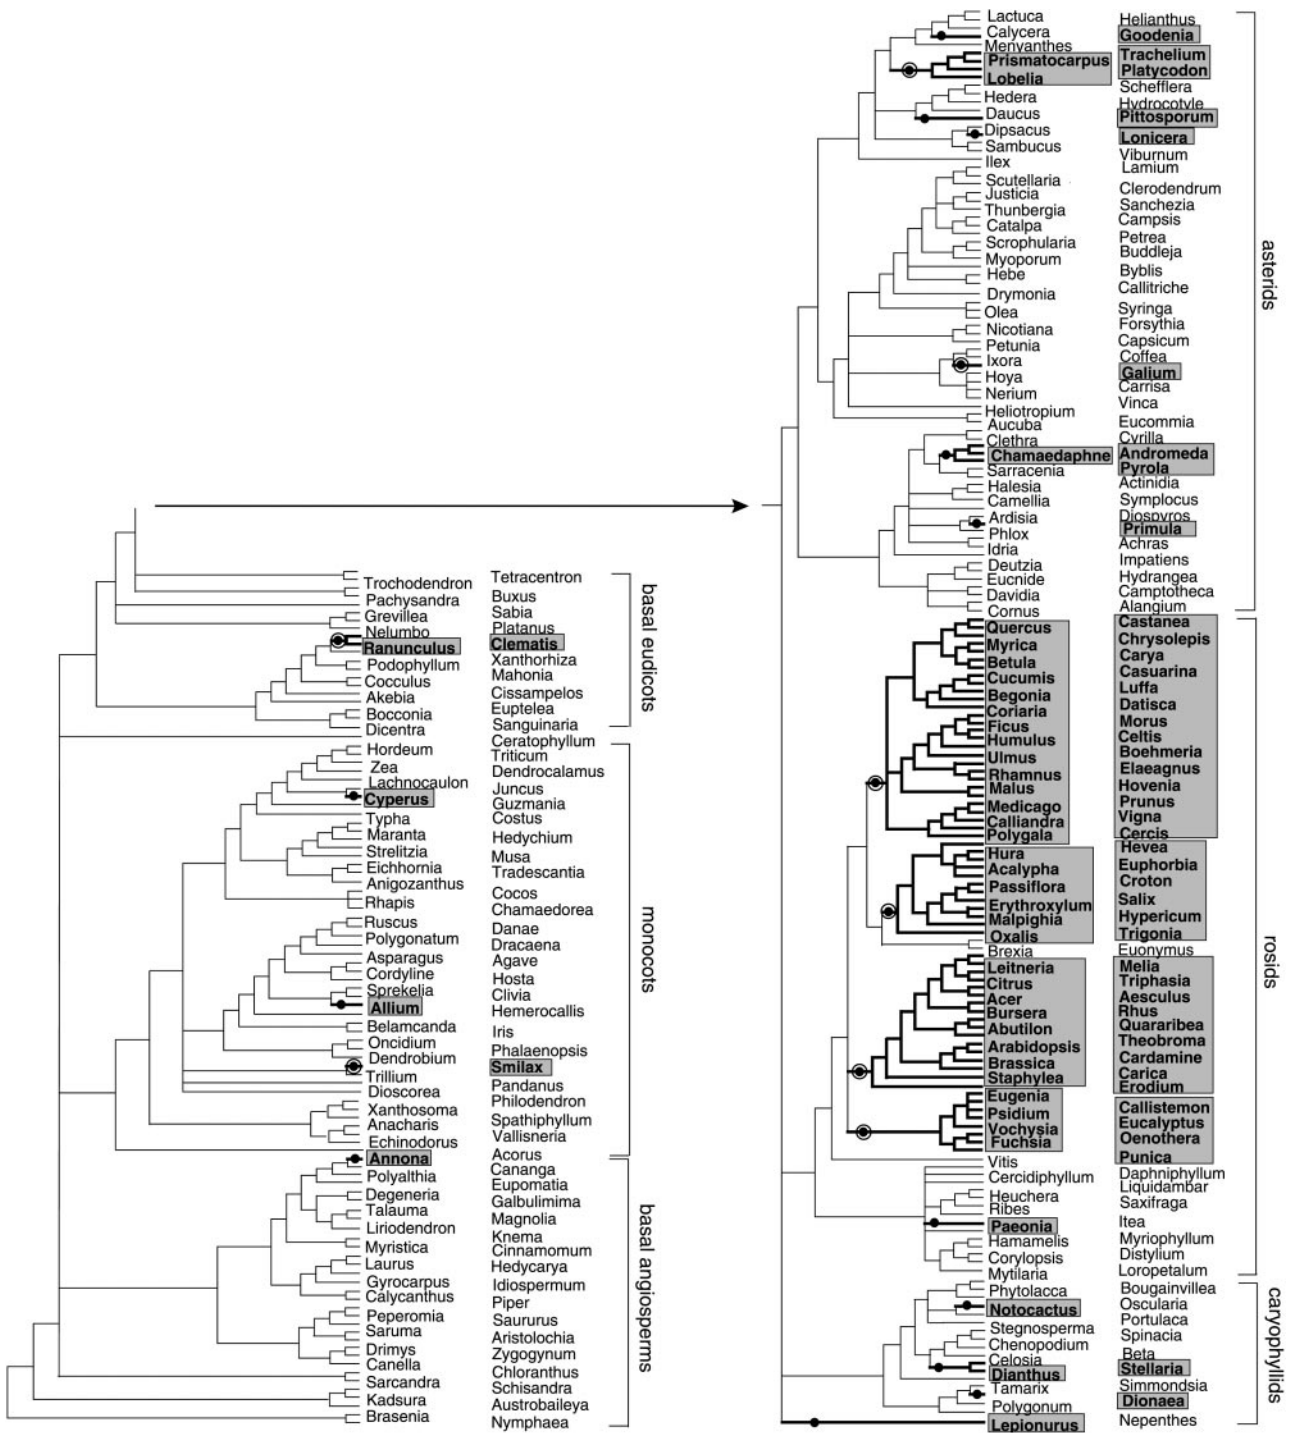 Trochodendron
Tetracentron
Pachysandra
Buxus
Grevillea
Sabia
Nelumbo
Platanus
Ranunculus
Clematis
Podophyllum
Xanthorhiza
Cocculus
Mahonia
Akebia
Cissampelos
Bocconia
Euptelea
Dicentra
Sanguinaria
basal eudicots
Ceratophyllum
Hordeum
Triticum
Zea
Dendrocalamus
Lachnocaulon
Juncus
Cyperus
Guzmania
Typha
Costus
Maranta
Hedychium
Strelitzia
Musa
Eichhornia
Tradescantia
Anigozanthus
Cocos
Rhapis
Chamaedorea
Ruscus
Danae
Polygonatum
Dracaena
Asparagus
Agave
Cordyline
Hosta
Sprekelia
Clivia
Allium
Hemerocallis
Belamcanda
Iris
Oncidium
Phalaenopsis
Dendrobium
Smilax
Trillium
Pandanus
Dioscorea
Philodendron
Xanthosoma
Spathiphyllum
Anacharis
Vallisneria
Echinodorus
Acorus
monocots
Annona
Cananga
Polyalthia
Eupomatia
Degeneria
Galbulimima
Talauma
Magnolia
Liriodendron
Knema
Myristica
Cinnamomum
Laurus
Hedycarya
Gyrocarpus
Idiospermum
Calycanthus
Piper
Peperomia
Saururus
Saruma
Aristolochia
Drimys
Zygogynum
Canella
Chloranthus
Sarcandra
Schisandra
Kadsura
Austrobaileya
Brasenia
Nymphaea
basal angiosperms
Lactuca
Helianthus
Calycera
Goodenia
Menyanthes
Prismatocarpus
Trachelium
Lobelia
Platycodon
Schefflera
Hedera
Hydrocotyle
Daucus
Pittosporum
Dipsacus
Lonicera
Sambucus
Viburnum
Ilex
Lamium
Scutellaria
Clerodendrum
Justicia
Sanchezia
Thunbergia
Campsis
Catalpa
Petrea
Scrophularia
Buddleja
Myoporum
Byblis
Hebe
Callitriche
Drymonia
Syringa
Olea
Forsythia
Nicotiana
Capsicum
Petunia
Coffea
Ixora
Galium
Hoya
Carrisa
Nerium
Vinca
Heliotropium
Eucommia
Aucuba
Cyrilla
Clethra
Chamaedaphne
Andromeda
Pyrola
Sarracenia
Actinidia
Halesia
Symplocus
Camellia
Diospyros
Ardisia
Primula
Phlox
Achras
Idria
Impatiens
Deutzia
Hydrangea
Eucnide
Camptotheca
Davidia
Alangium
Cornus
asterids
Castanea
Quercus
Chrysolepis
Myrica
Carya
Betula
Casuarina
Cucumis
Luffa
Begonia
Datisca
Coriaria
Morus
Ficus
Celtis
Humulus
Boehmeria
Ulmus
Elaeagnus
Rhamnus
Hovenia
Malus
Prunus
Medicago
Vigna
Calliandra
Cercis
Polygala
Hevea
Hura
Euphorbia
Acalypha
Croton
Passiflora
Salix
Erythroxylum
Hypericum
Malpighia
Trigonia
Oxalis
Euonymus
Brexia
Melia
Leitneria
Triphasia
Citrus
Aesculus
Acer
Rhus
Bursera
Quararibea
Abutilon
Theobroma
Arabidopsis
Cardamine
Brassica
Carica
Staphylea
Erodium
Eugenia
Callistemon
Psidium
Eucalyptus
Vochysia
Oenothera
Fuchsia
Punica
Vitis
Daphniphyllum
Cercidiphyllum
Liquidambar
Heuchera
Saxifraga
Ribes
Itea
Paeonia
Myriophyllum
Hamamelis
Distylium
Corylopsis
Loropetalum
Mytilaria
rosids
Bougainvillea
Phytolacca
Oscularia
Notocactus
Portulaca
Stegnosperma
Spinacia
Chenopodium
Beta
Celosia
Stellaria
Dianthus
Simmondsia
Tamarix
Dionaea
Polygonum
Nepenthes
Lepionurus
caryophyllids